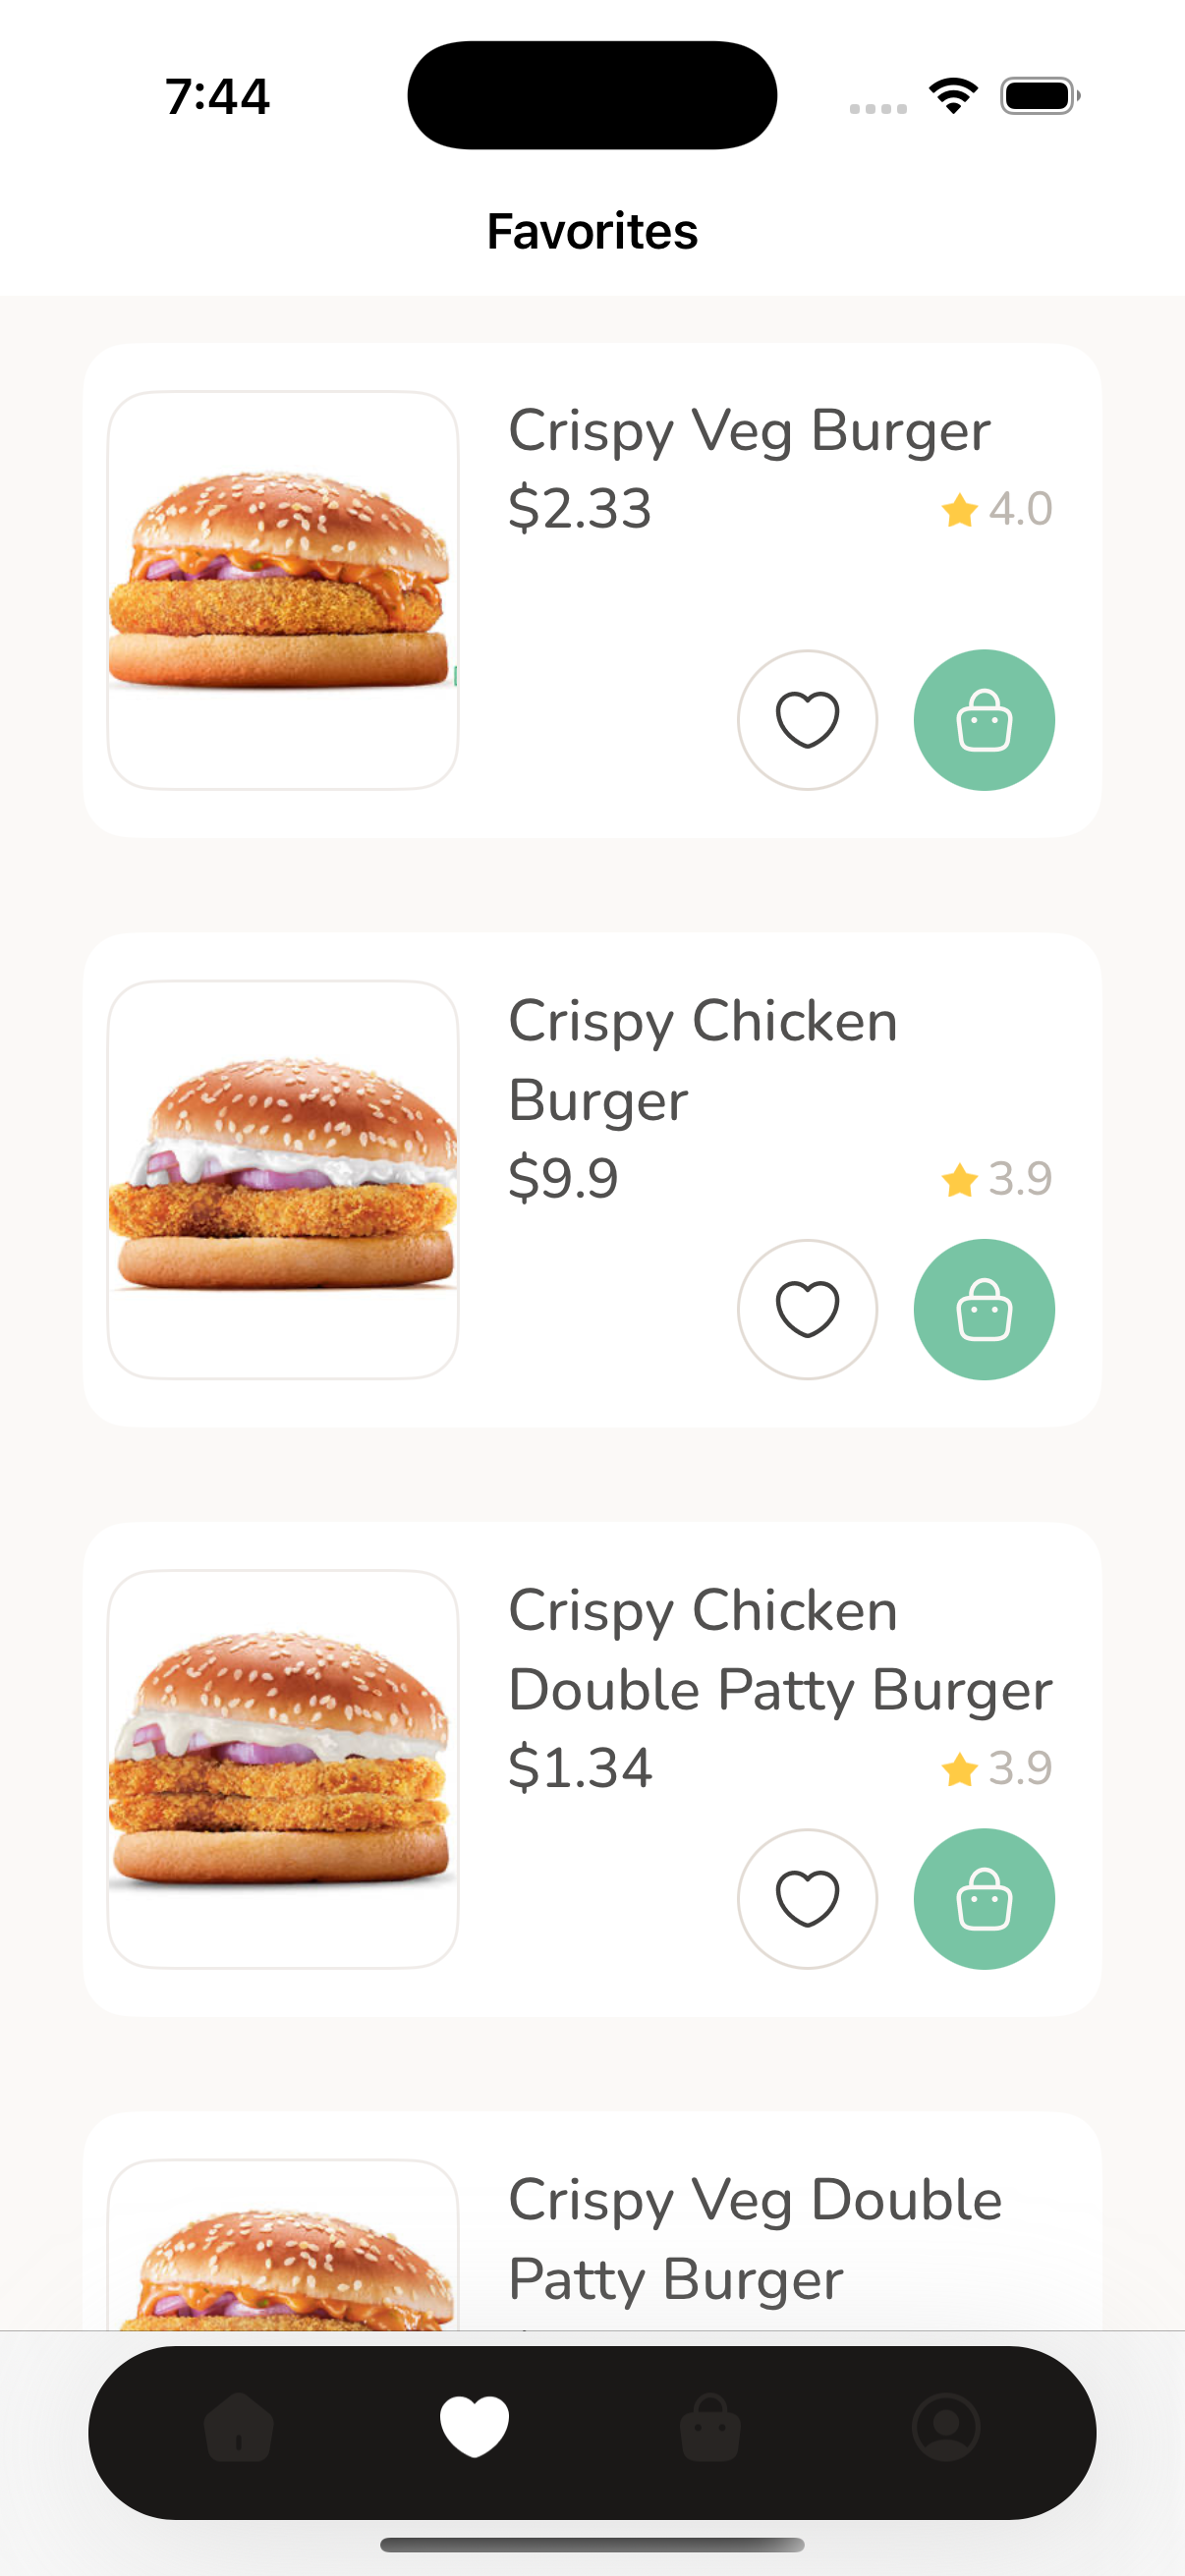 7:44
Favorites
Crispy Veg Burger
$2.33
4.0
Crispy Chicken
Burger
$9.9
3.9
Crispy Chicken
Double Patty Burger
$1.34
3.9
Crispy Veg Double
Patty Burger